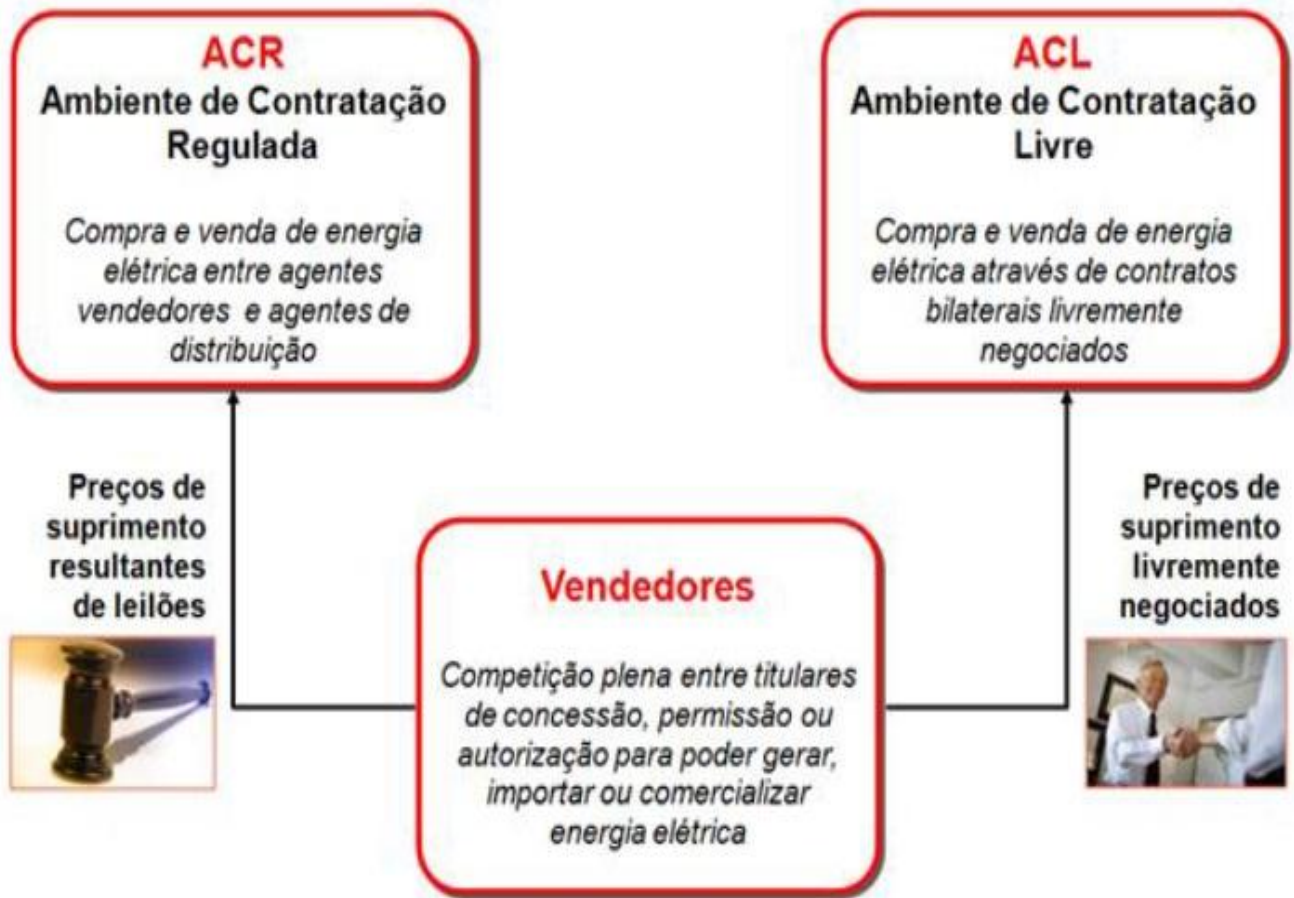 ACR
Ambiente de Contratação
Regulada
Compra e venda de energia
elétrica entre agentes
vendedores e agentes de
distribuição
ACL
Ambiente de Contratação
Livre
Compra e venda de energia
elétrica através de contratos
bilaterais livremente
negociados
Preços de
suprimento
resultantes
de leilões
Vendedores
Competição plena entre titulares
de concessão, permissão ou
autorização para poder gerar,
importar ou comercializar
energia elétrica
Preços de
suprimento
livremente
negociados